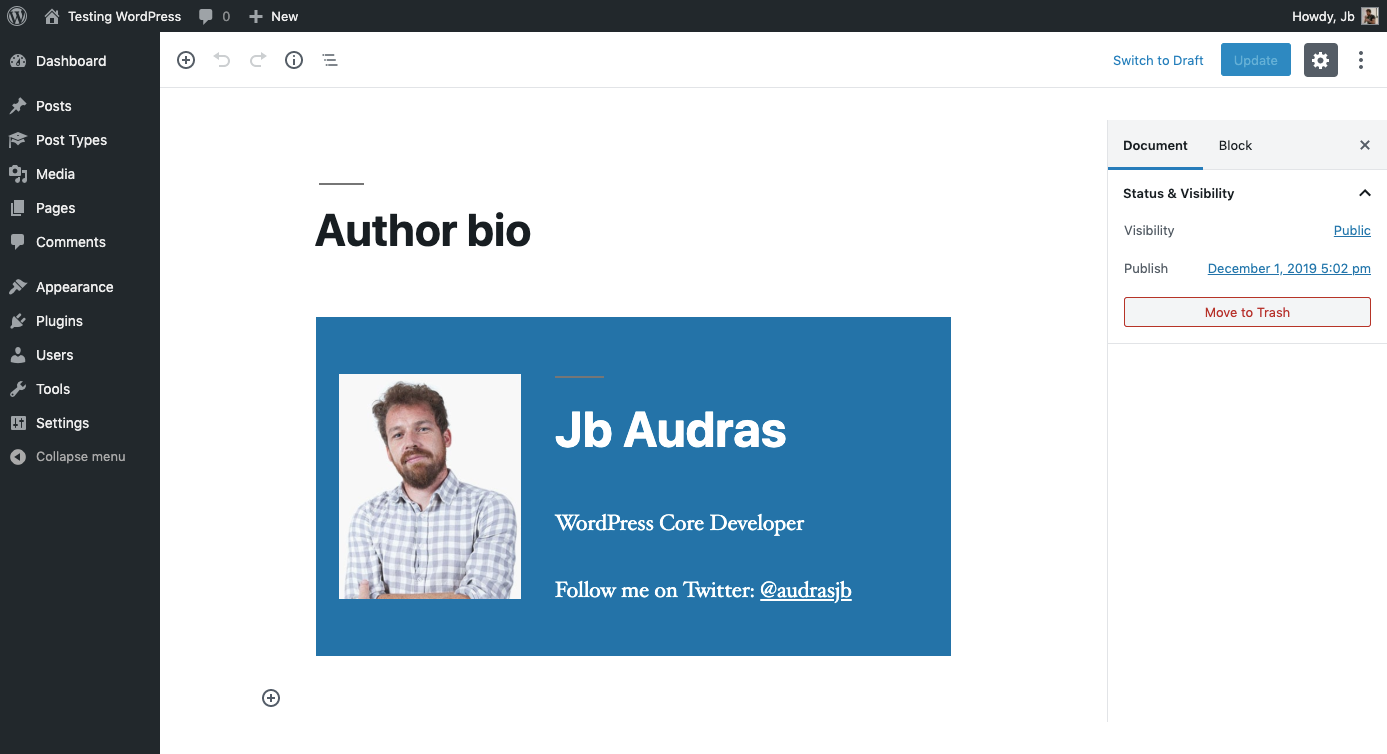 Testing WordPress
0
New
Howdy, Jb
Dashboard
Posts
Post Types
Media
Pages
Comments
Appearance
Plugins
Users
Tools
Settings
Collapse menu
Switch to Draft
Update
Author bio
Jb Audras
WordPress Core Developer
Follow me on Twitter: @audrasjb
Document
Block
Status & Visibility
Visibility
Public
Publish
December 1, 2019 5:02 pm
Move to Trash